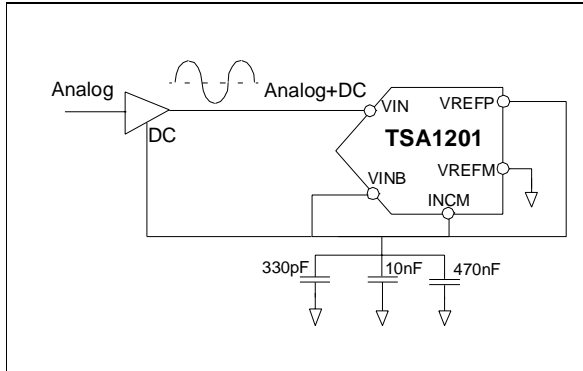 Analog
Analog+DC
DC
VIN
VREFP
TSA1201
VREFM
VINB
INCM
330pF
10nF
470nF